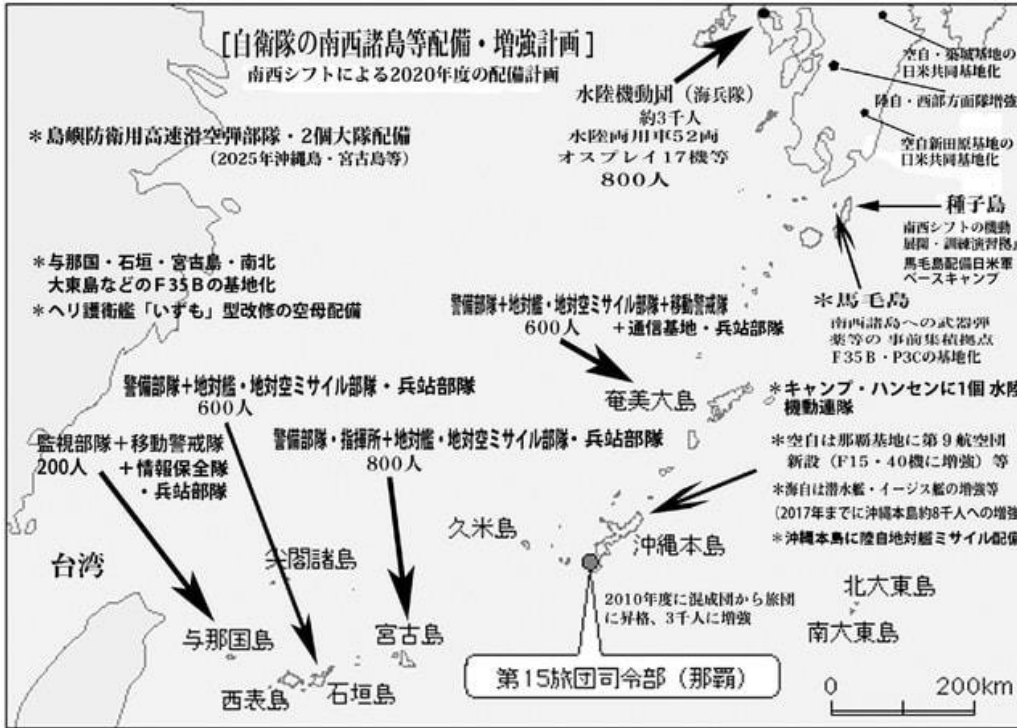 [自衛隊の南西諸島等配備・増強計画]
南西シフトによる2020年度の配備計画
空自・築城基地の
日米共同基地化
陸自・西部方面隊増強
空自新田原基地の
日米共同基地化
水陸機動団（海兵隊）
約3千人
水陸両用車52両
オスプレイ17機等
800人
＊島嶼防衛用高速滑空弾部隊・2個大隊配備
（2025年沖縄島・宮古島等）
種子島
南西シフトの機動
展開・訓練演習拠点
馬毛島配備日米軍
ベースキャンプ
＊与那国・石垣・宮古島・南北
大東島などのF35Bの基地化
＊ヘリ護衛艦「いずも」型改修の空母配備
＊馬毛島
南西諸島への武器弾
薬等の 事前集積拠点
F35B・P3Cの基地化
警備部隊＋地対艦・地対空ミサイル部隊＋移動警戒隊
600人 ＋通信基地・兵站部隊
奄美大島
警備部隊＋地対艦・地対空ミサイル部隊・兵站部隊
600人
＊キャンプ・ハンセンに1個 水陸
機動連隊
監視部隊＋移動警戒隊
200人 ＋情報保全隊
・兵站部隊
警備部隊・指揮所＋地対艦・地対空ミサイル部隊・兵站部隊
800人
＊空自は那覇基地に第9航空団
新設（F15・40機に増強）等
＊海自は潜水艦・イージス艦の増強等
（2017年までに沖縄本島約8千人への増強
＊沖縄本島に陸自地対艦ミサイル配備
久米島
沖縄本島
台湾
尖閣諸島
北大東島
南大東島
2010年度に混成団から旅団
に昇格、3千人に増強
与那国島
宮古島
西表島
石垣島
第15旅団司令部（那覇）
0 200km